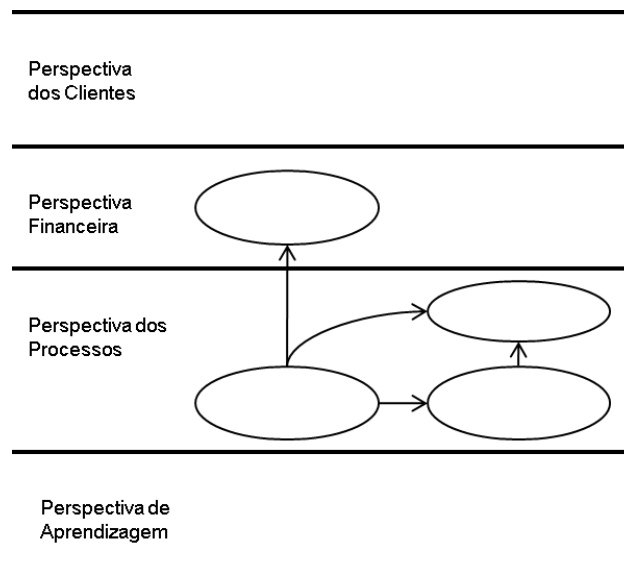 Perspectiva
dos Clientes
Perspectiva
Financeira
Perspectiva dos
Processos
Perspectiva de
Aprendizagem